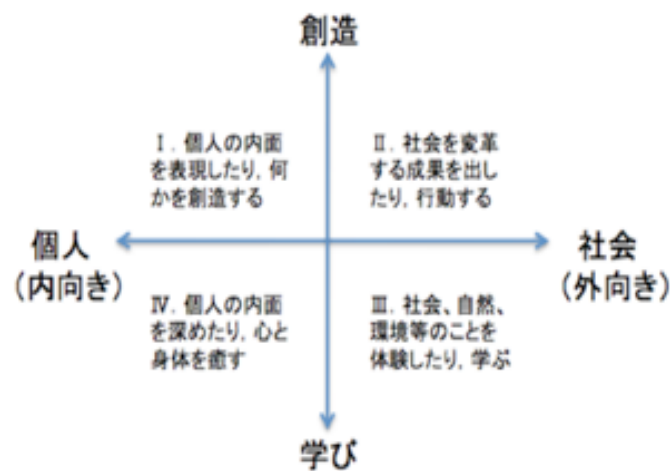 創造
Ⅰ. 個人の内面
を表現したり, 何
かを創造する
Ⅱ. 社会を変革
する成果を出し
たり, 行動する
個人
（内向き）
社会
（外向き）
Ⅳ. 個人の内面
を深めたり, 心と
身体を癒す
Ⅲ. 社会、自然、
環境等のことを
体験したり, 学ぶ
学び